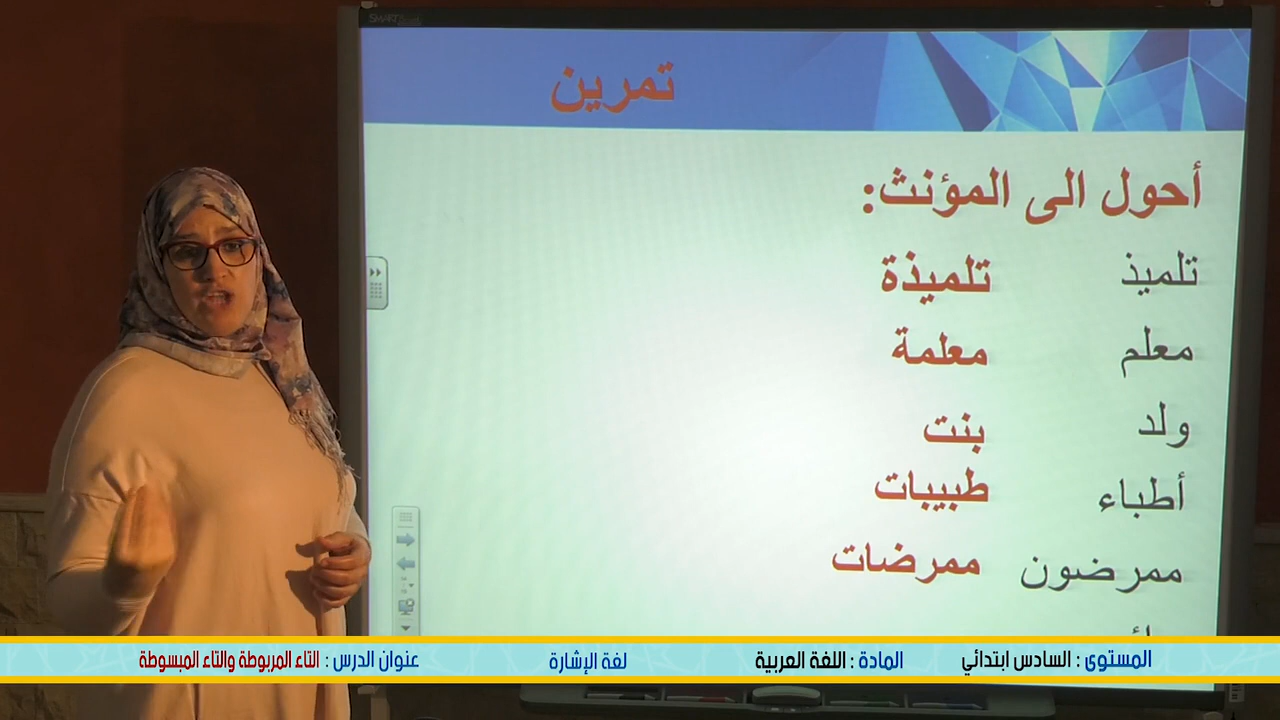 SMART
تمرين
أحول الى المؤنث:
تلميذ تلميذة
معلم معلمة
ولد بنت
أطباء طبيبات
ممرضون ممرضات
المستوى : السادس ابتدائي المادة : اللغة العربية لغة الإشارة عنوان الدرس : التاء المربوطة والتاء المبسوطة